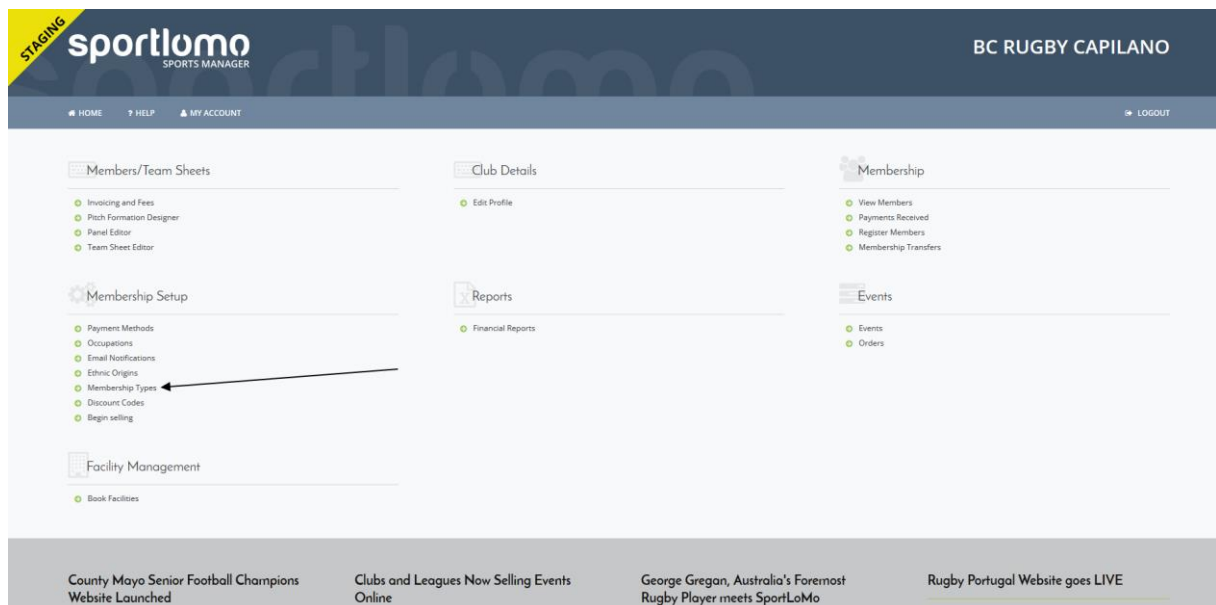 STAGING
sportlomo
SPORTS MANAGER
BC RUGBY CAPILANO
HOME ? HELP MY ACCOUNT LOGOUT
Members/Team Sheets
Invoicing and Fees
Pitch Formation Designer
Panel Editor
Team Sheet Editor
Club Details
Edit Profile
Membership
View Members
Payments Received
Register Members
Membership Transfers
Membership Setup
Payment Methods
Occupations
Email Notifications
Ethnic Origins
Membership Types
Discount Codes
Begin selling
Reports
Financial Reports
Events
Events
Orders
Facility Management
Book Facilities
County Mayo Senior Football Champions
Website Launched
Clubs and Leagues Now Selling Events
Online
George Gregan, Australia's Foremost
Rugby Player meets SportLoMo
Rugby Portugal Website goes LIVE